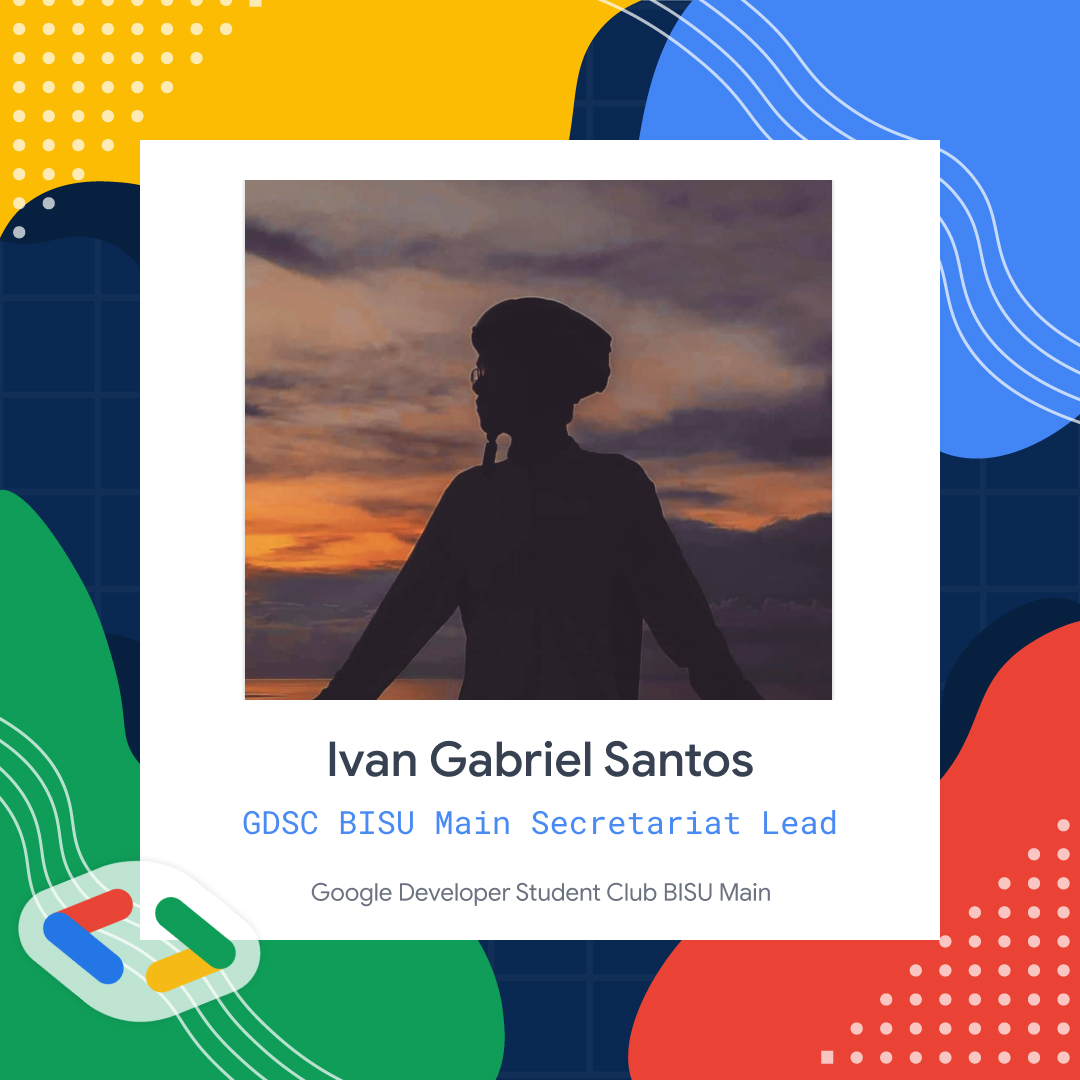 Ivan Gabriel Santos
GDSC BISU Main Secretariat Lead
Google Developer Student Club BISU Main